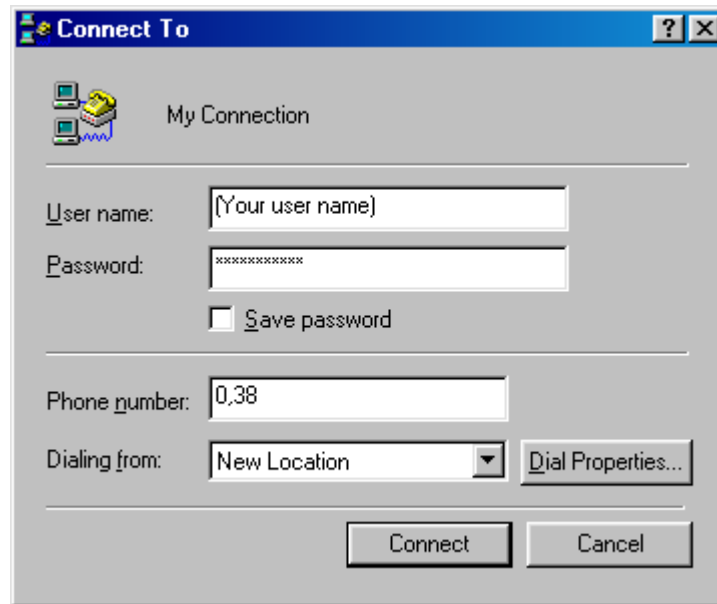 Connect To
My Connection
User name: (Your user name)
Password: ***********
Save password
Phone number: 0,38
Dialing from: New Location Dial Properties...
Connect Cancel